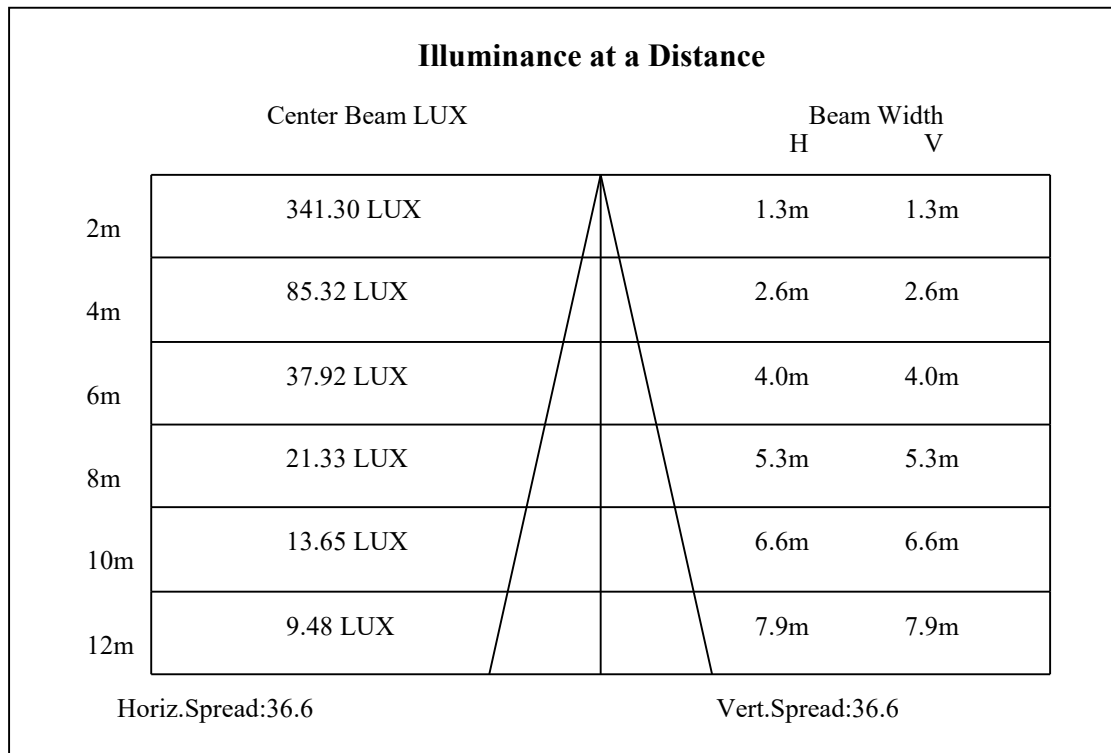 Illuminance at a Distance
Center Beam LUX Beam Width
H V
2m 341.30 LUX 1.3m 1.3m
4m 85.32 LUX 2.6m 2.6m
6m 37.92 LUX 4.0m 4.0m
8m 21.33 LUX 5.3m 5.3m
10m 13.65 LUX 6.6m 6.6m
12m 9.48 LUX 7.9m 7.9m
Horiz.Spread:36.6 Vert.Spread:36.6